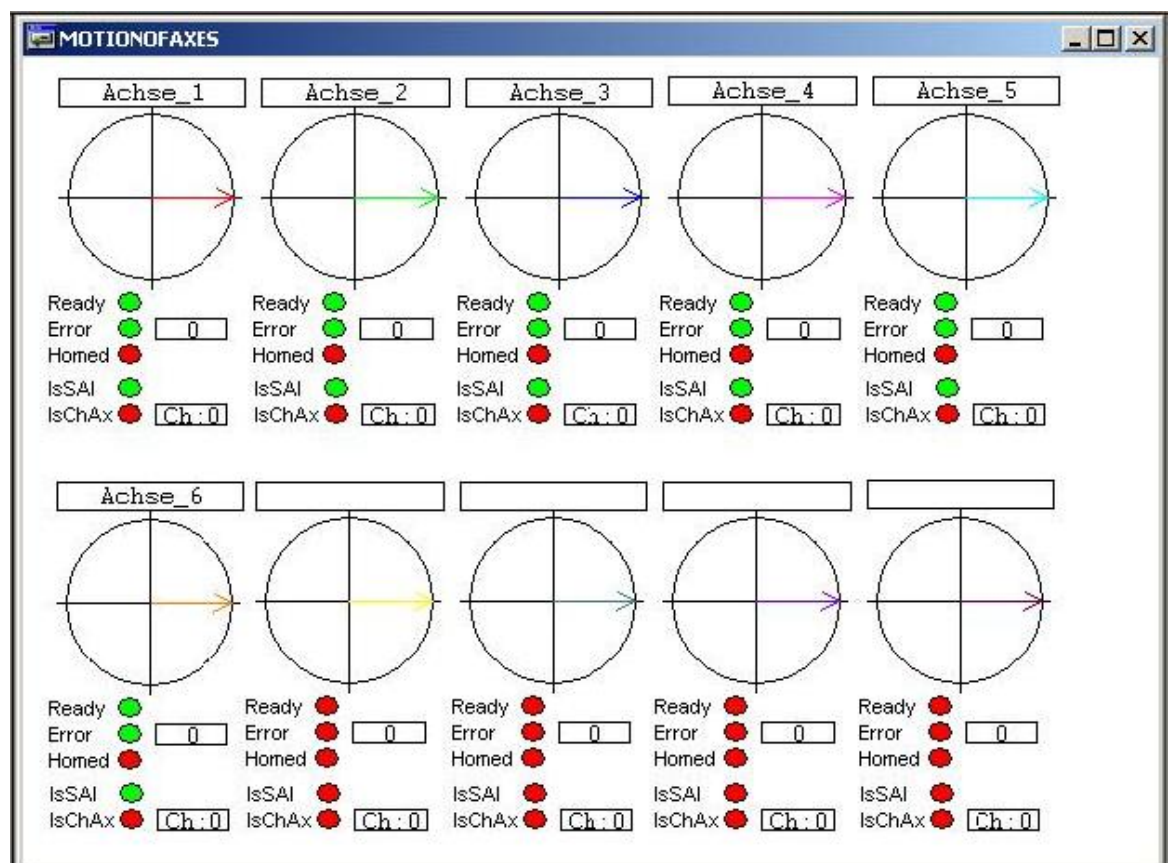 MOTIONOFAXES
Achse_1 Achse_2 Achse_3 Achse_4 Achse_5
Ready Ready Ready Ready Ready
Error 0 Error 0 Error 0 Error 0 Error 0
Homed Homed Homed Homed Homed
IsSAI IsSAI IsSAI IsSAI IsSAI
IsChAx Ch:0 IsChAx Ch:0 IsChAx Ch:0 IsChAx Ch:0 IsChAx Ch:0
Achse_6
Ready Ready Ready Ready Ready
Error 0 Error 0 Error 0 Error 0 Error 0
Homed Homed Homed Homed Homed
IsSAI IsSAI IsSAI IsSAI IsSAI
IsChAx Ch:0 IsChAx Ch:0 IsChAx Ch:0 IsChAx Ch:0 IsChAx Ch:0